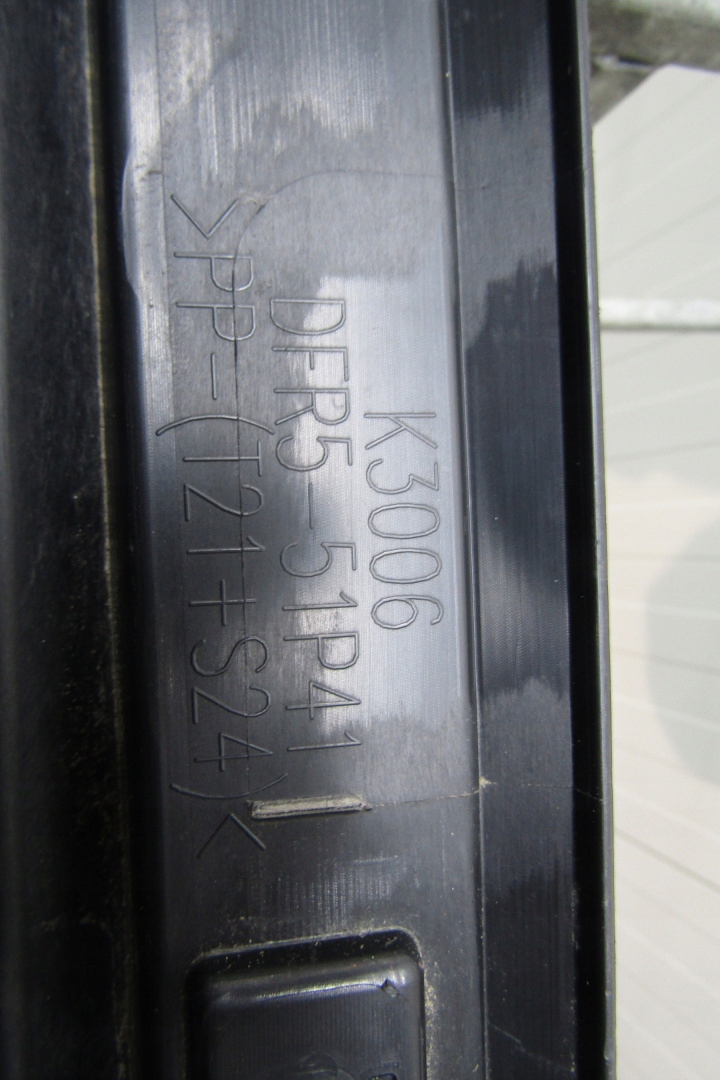 K3006
DFR5-51P41
>PP-(T21+S24)<